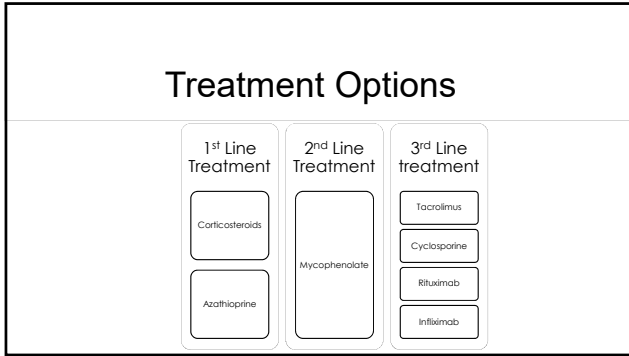 Treatment Options
1st Line
Treatment
Corticosteroids
Azathioprine
2nd Line
Treatment
Mycophenolate
3rd Line
treatment
Tacrolimus
Cyclosporine
Rituximab
Infliximab